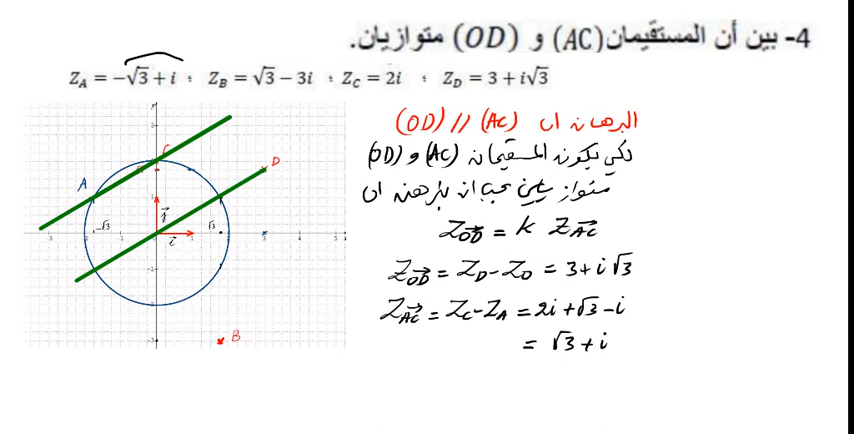 4- بين أن المستقيمان (AC) و (OD) متوازيان.
Z_A = −√3 + i ؛ Z_B = √3 − 3i ؛ Z_C = 2i ؛ Z_D = 3 + i√3
البرهان ان (AC) // (OD)
لكي يكون المستقيمان (AC) و (OD)
متوازيين يجب ان نبرهن ان
Z_OD = K Z_AC
Z_OD = Z_D − Z_O = 3 + i√3
Z_AC = Z_C − Z_A = 2i + √3 − i
= √3 + i
C
D
A
−√3
√3
j
i
B